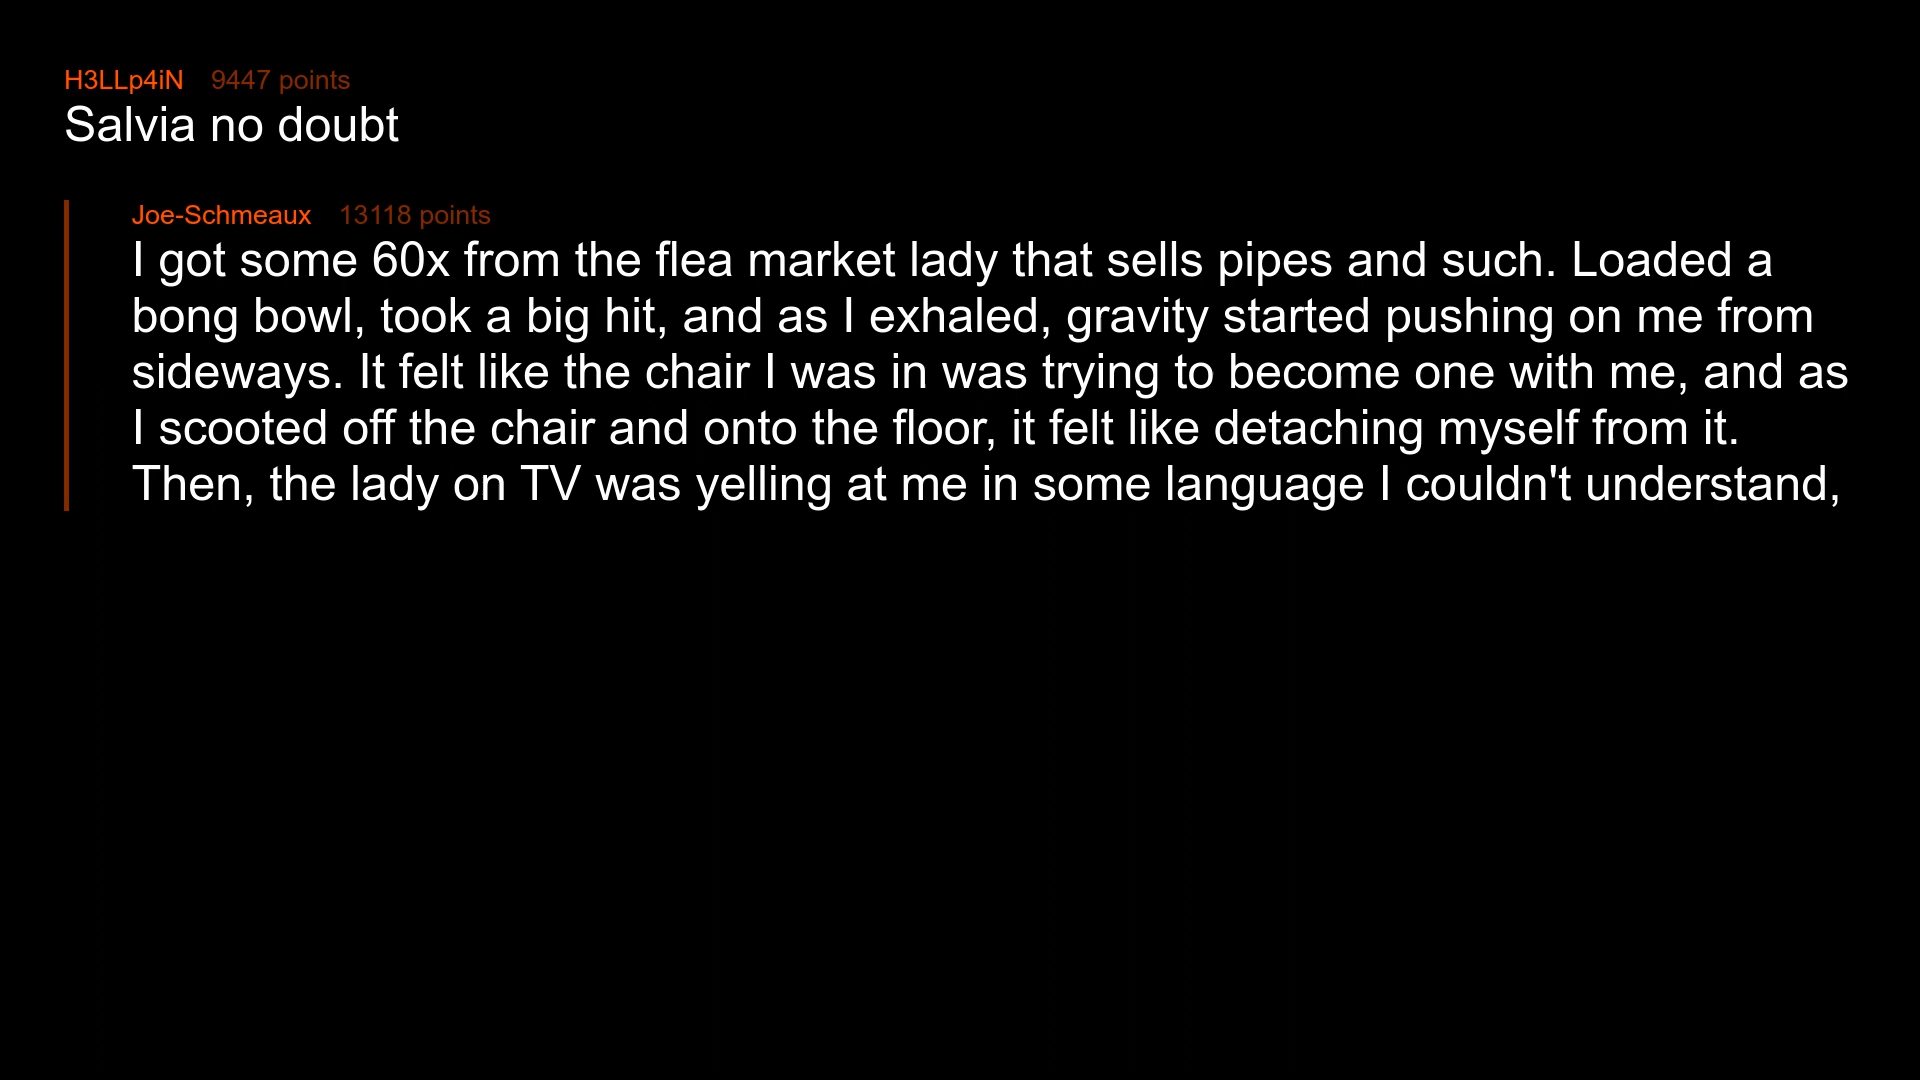 H3LLp4iN 9447 points
Salvia no doubt
Joe-Schmeaux 13118 points
I got some 60x from the flea market lady that sells pipes and such. Loaded a
bong bowl, took a big hit, and as I exhaled, gravity started pushing on me from
sideways. It felt like the chair I was in was trying to become one with me, and as
I scooted off the chair and onto the floor, it felt like detaching myself from it.
Then, the lady on TV was yelling at me in some language I couldn't understand,